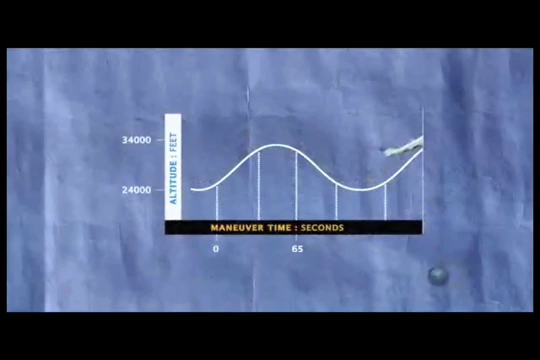 34000
24000
ALTITUDE : FEET
MANEUVER TIME : SECONDS
0
65